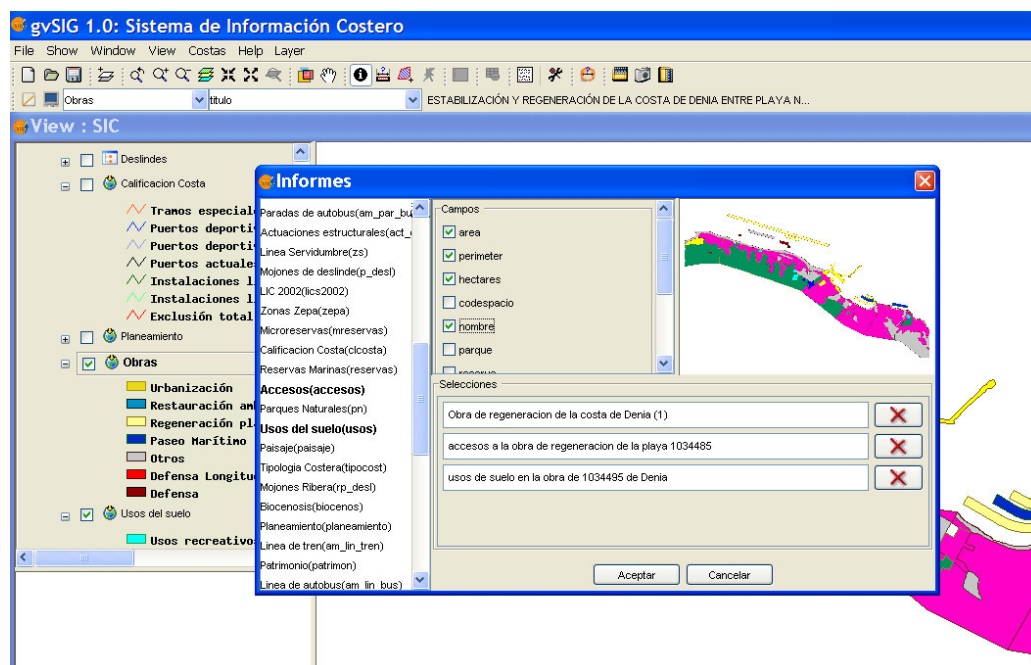 gvSIG 1.0: Sistema de Información Costero
File Show Window View Costas Help Layer
Obras
titulo
ESTABILIZACIÓN Y REGENERACIÓN DE LA COSTA DE DENIA ENTRE PLAYA N...
View : SIC
Deslindes
Calificacion Costa
Tramos especial
Puertos deporti
Puertos deporti
Puertos actuale
Instalaciones l
Instalaciones l
Exclusión total
Planeamiento
Obras
Urbanización
Restauración am
Regeneración pl
Paseo Marítimo
Otros
Defensa Longitu
Defensa
Usos del suelo
Usos recreativo
Informes
Paradas de autobus(am_par_bu
Actuaciones estructurales(act_
Linea Servidumbre(zs)
Mojones de deslinde(p_desl)
LIC 2002(lics2002)
Zonas Zepa(zepa)
Microreservas(mreservas)
Calificacion Costa(clcosta)
Reservas Marinas(reservas)
Accesos(accesos)
Parques Naturales(pn)
Usos del suelo(usos)
Paisaje(paisaje)
Tipologia Costera(tipocost)
Mojones Ribera(rp_desl)
Biocenosis(biocenos)
Planeamiento(planeamiento)
Linea de tren(am_lin_tren)
Patrimonio(patrimon)
Linea de autobus(am_lin_bus)
Campos
area
perimeter
hectares
codespacio
nombre
parque
Selecciones
Obra de regeneracion de la costa de Denia (1)
accesos a la obra de regeneracion de la playa 1034485
usos de suelo en la obra de 1034495 de Denia
Aceptar
Cancelar